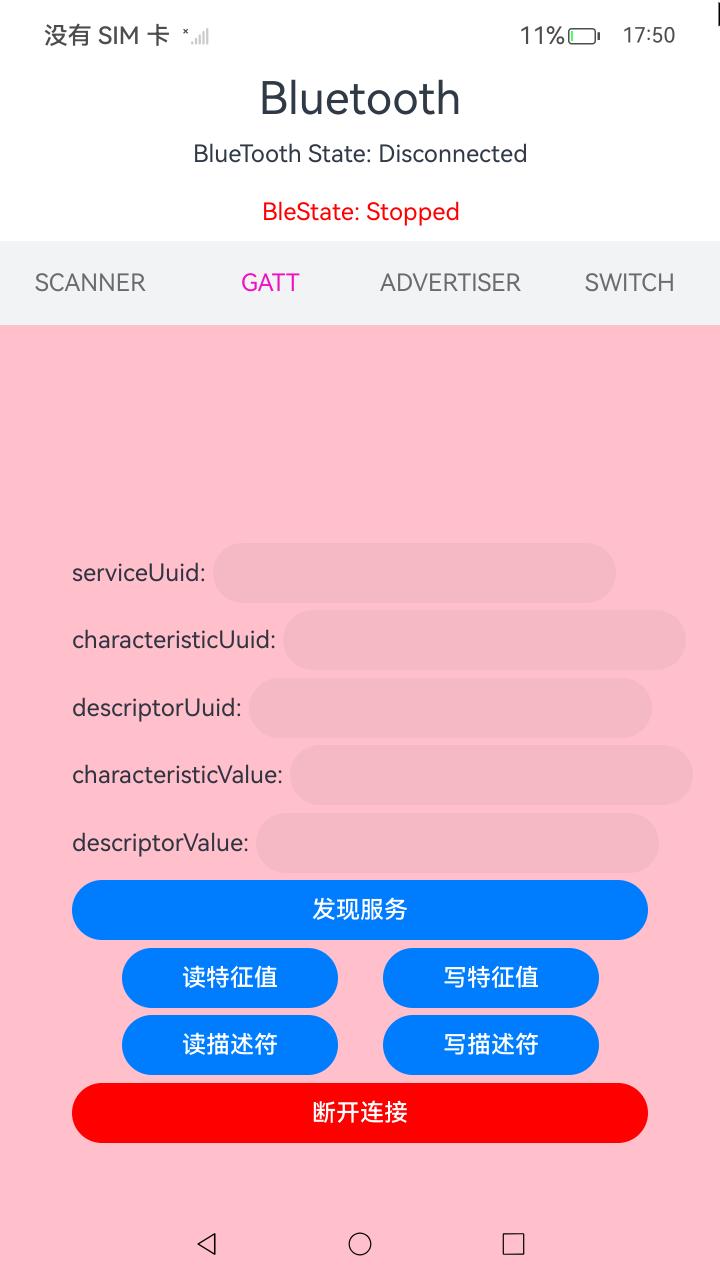 没有 SIM 卡 11% 17:50
Bluetooth
BlueTooth State: Disconnected
BleState: Stopped
SCANNER GATT ADVERTISER SWITCH
serviceUuid:
characteristicUuid:
descriptorUuid:
characteristicValue:
descriptorValue:
发现服务
读特征值 写特征值
读描述符 写描述符
断开连接